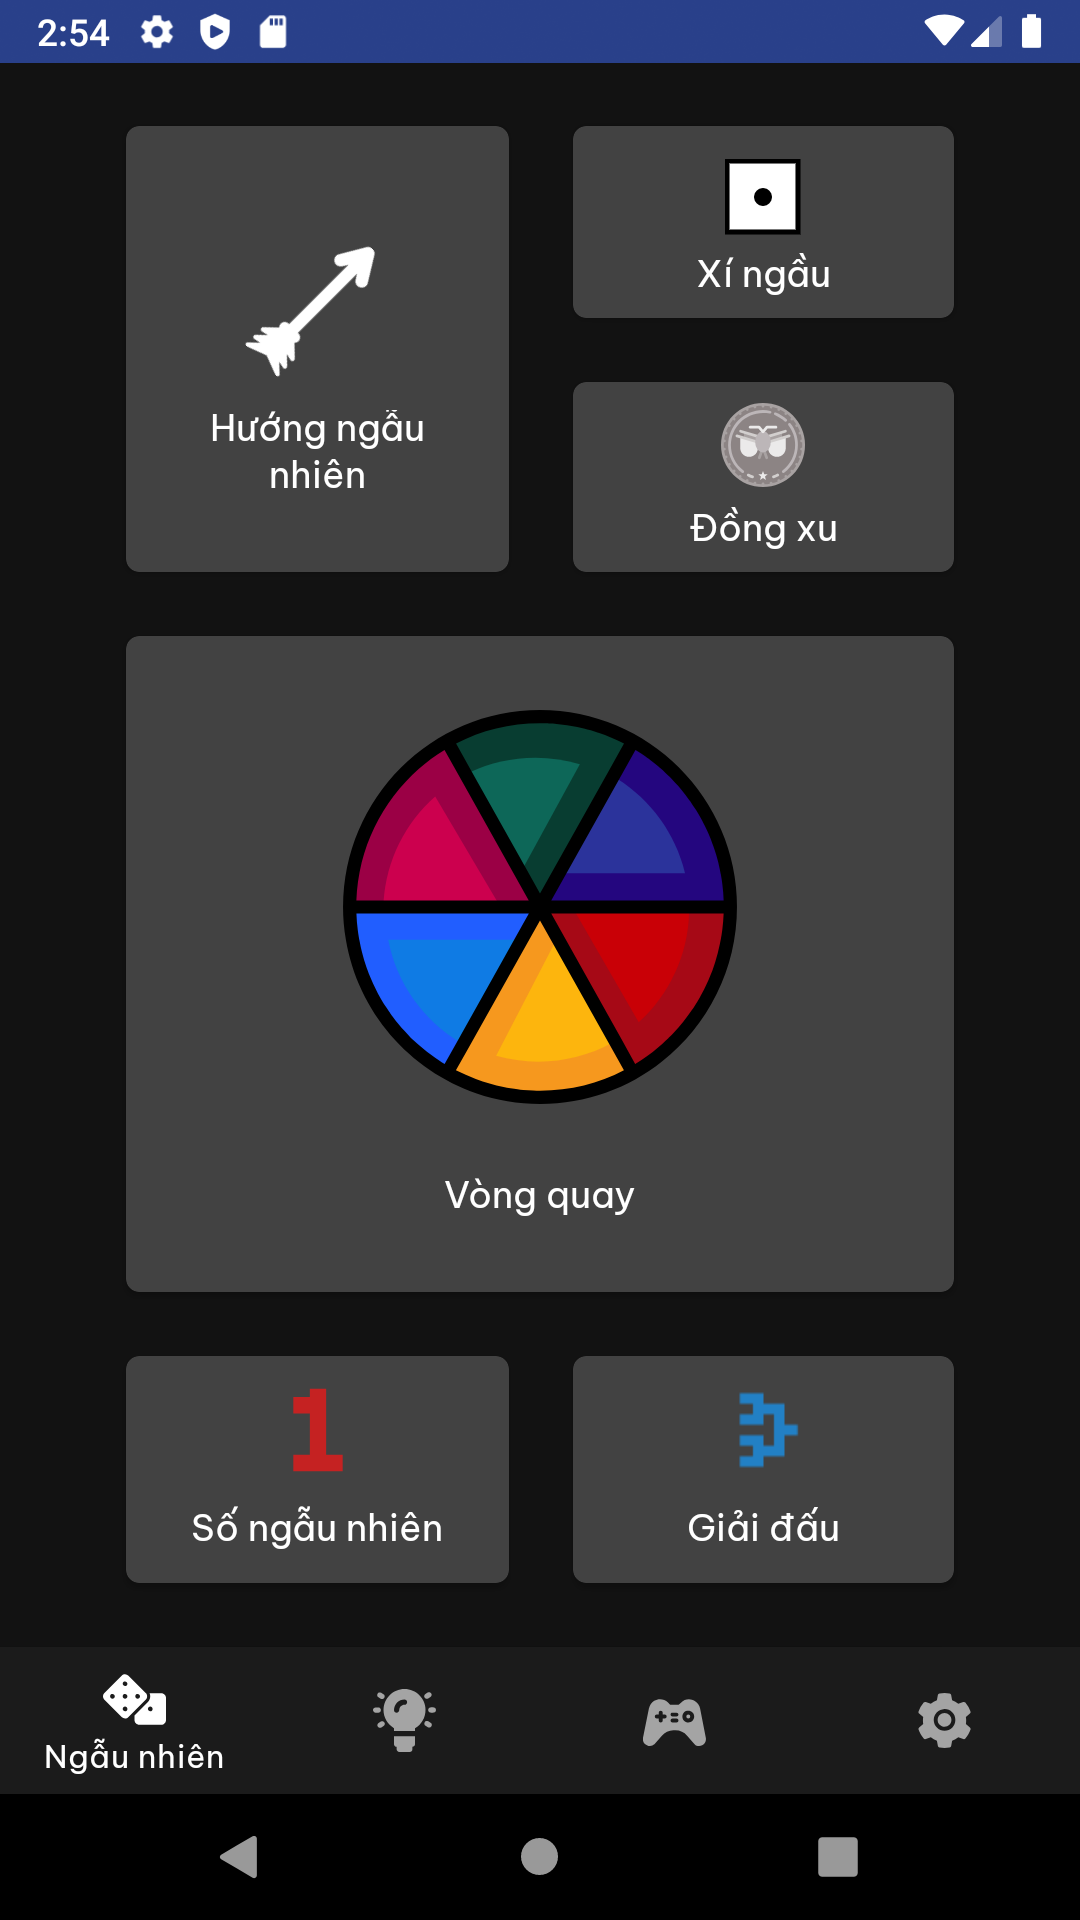 2:54
Xí ngầu
Hướng ngẫu
nhiên
Đồng xu
Vòng quay
1
Số ngẫu nhiên
Giải đấu
Ngẫu nhiên